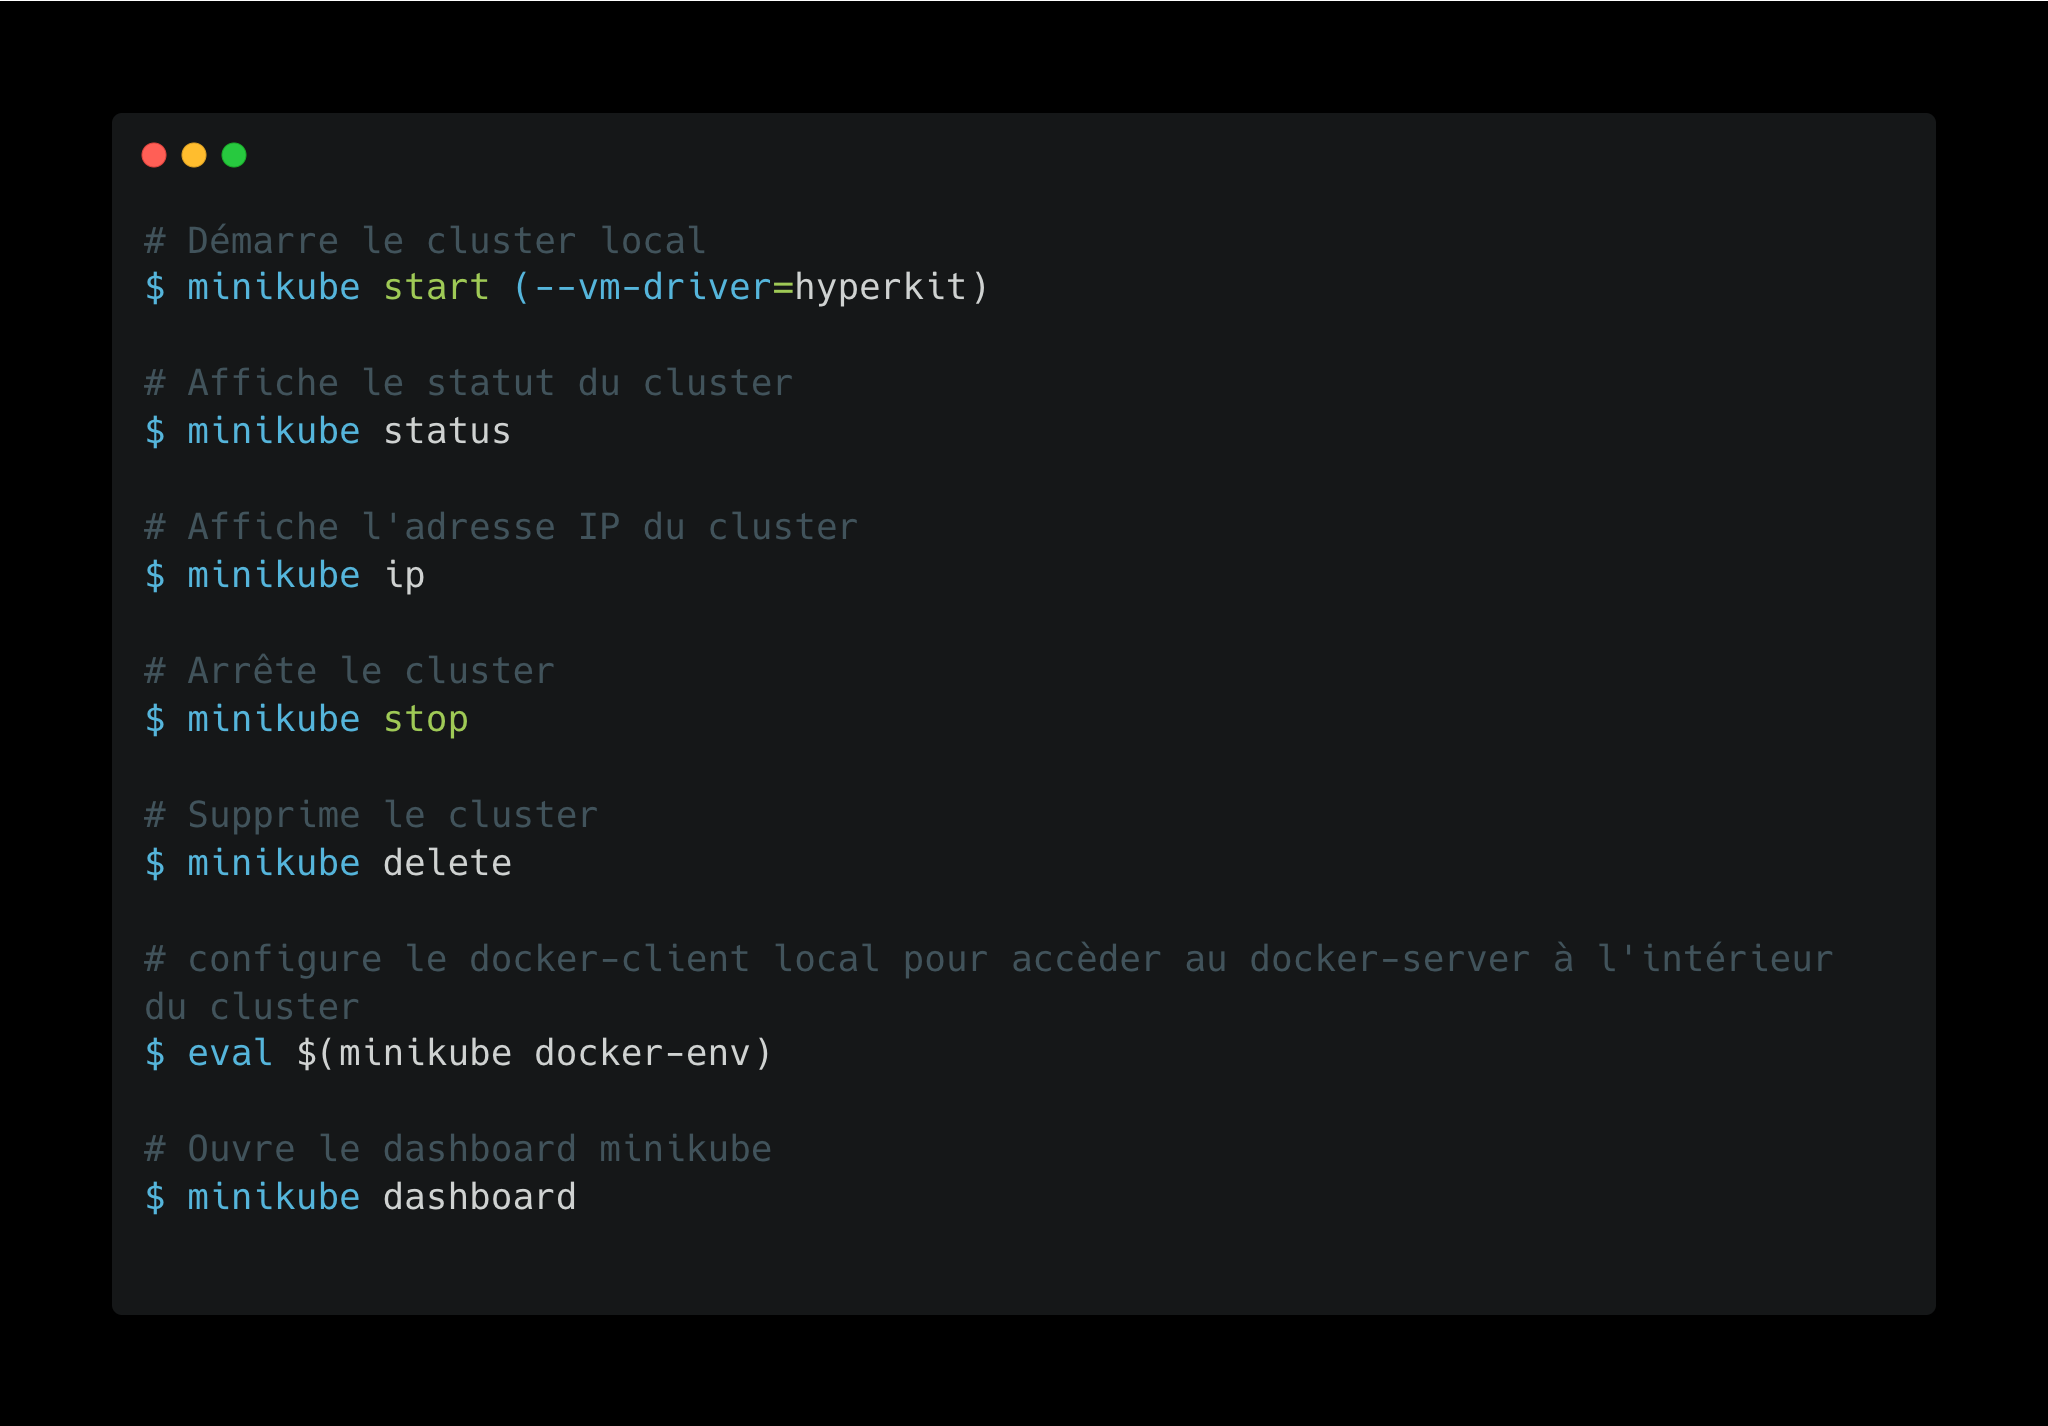 # Démarre le cluster local
$ minikube start (--vm-driver=hyperkit)
# Affiche le statut du cluster
$ minikube status
# Affiche l'adresse IP du cluster
$ minikube ip
# Arrête le cluster
$ minikube stop
# Supprime le cluster
$ minikube delete
# configure le docker-client local pour accèder au docker-server à l'intérieur
du cluster
$ eval $(minikube docker-env)
# Ouvre le dashboard minikube
$ minikube dashboard